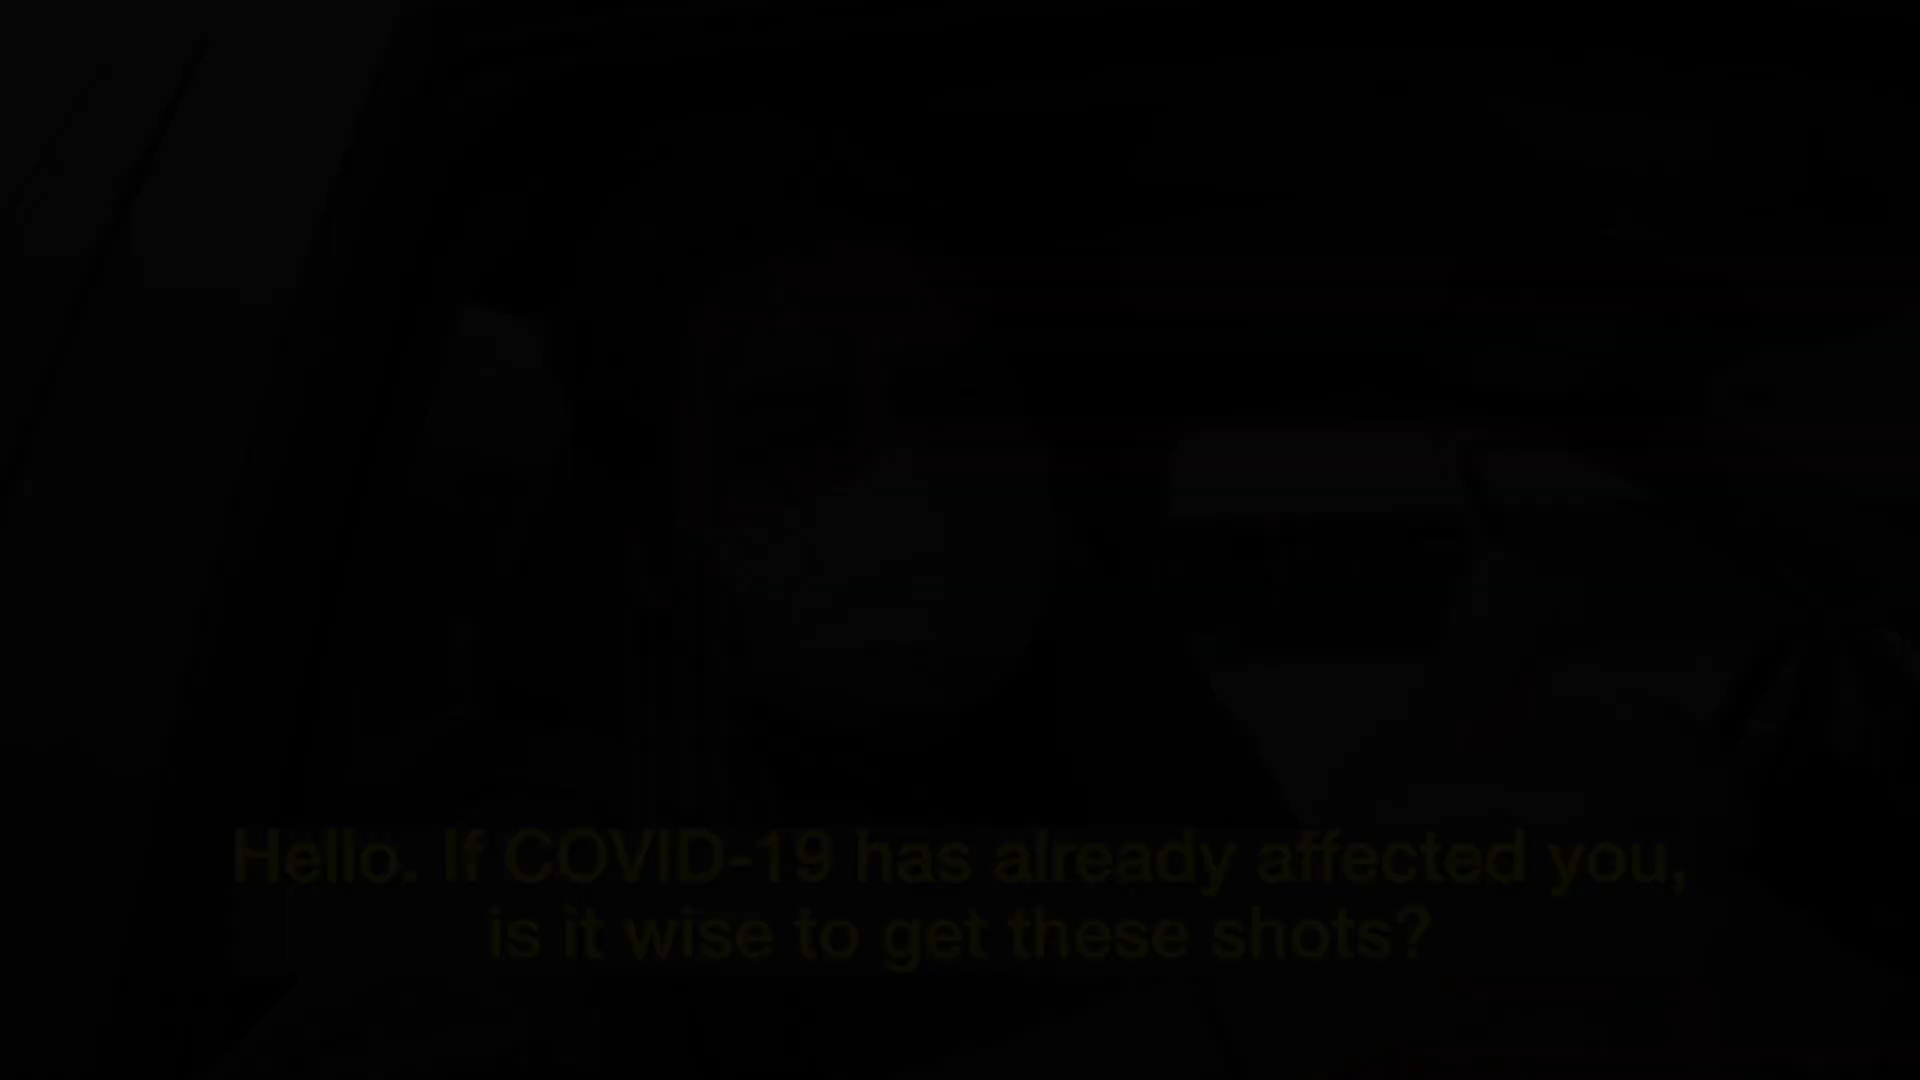 Hello. If COVID-19 has already affected you,
is it wise to get these shots?